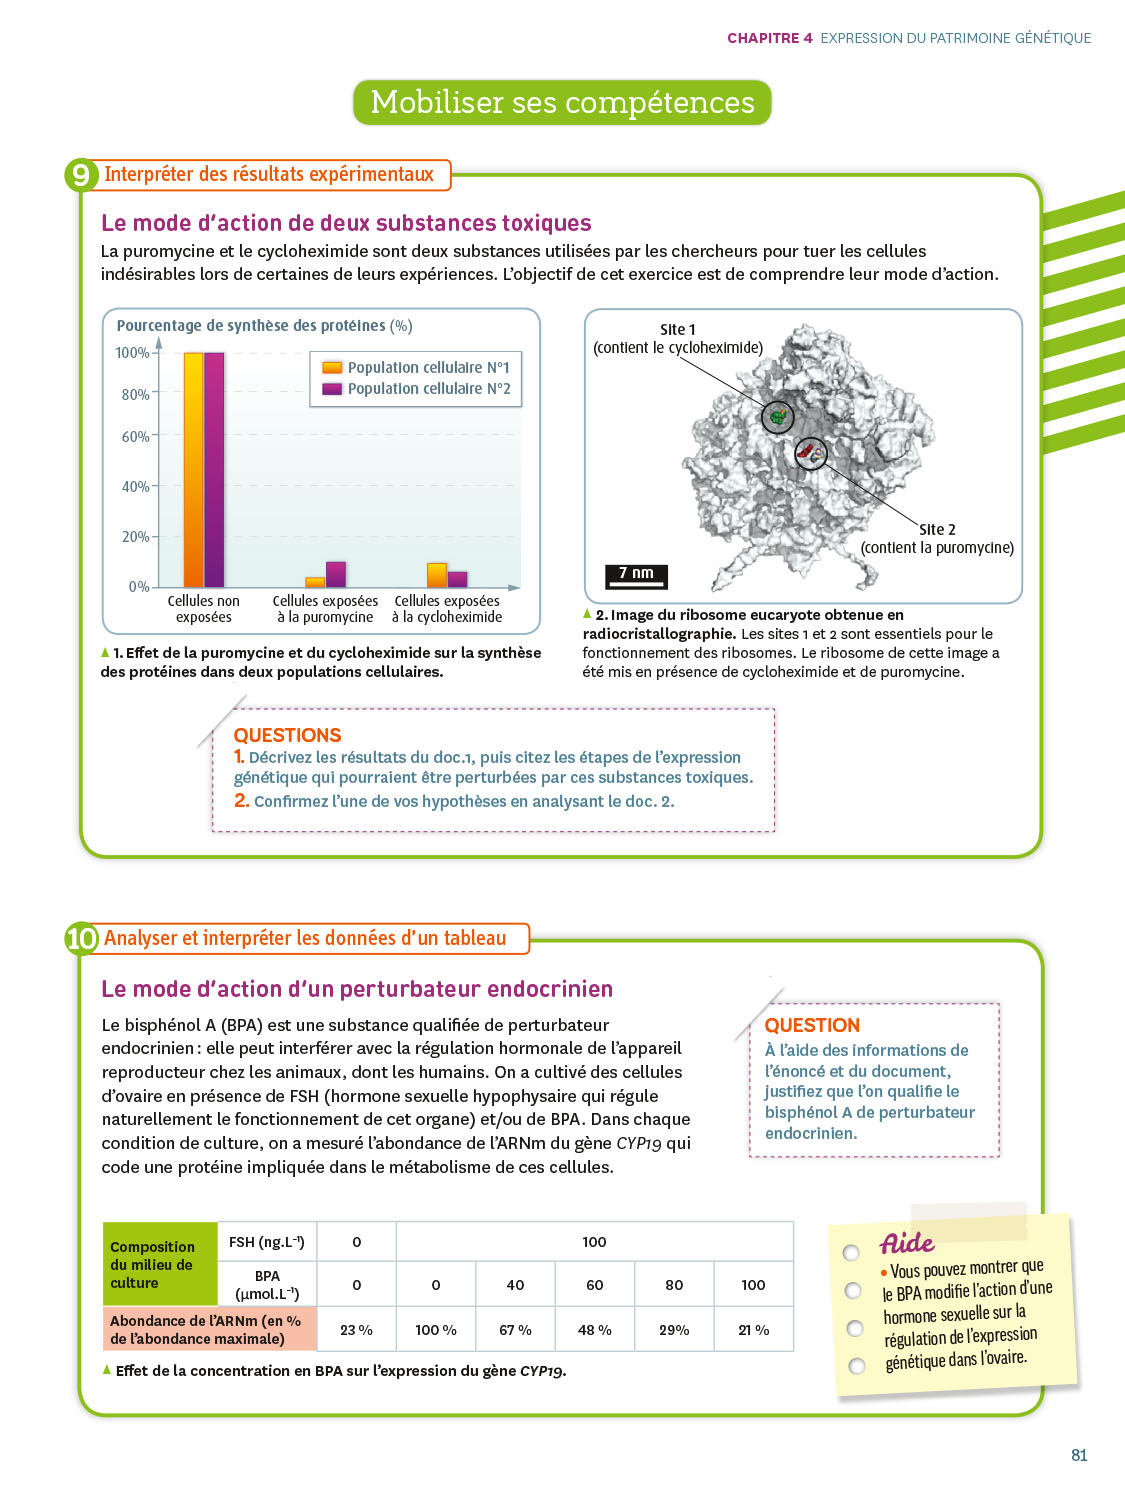 CHAPITRE 4 EXPRESSION DU PATRIMOINE GÉNÉTIQUE
Mobiliser ses compétences
9 Interpréter des résultats expérimentaux
Le mode d'action de deux substances toxiques
La puromycine et le cycloheximide sont deux substances utilisées par les chercheurs pour tuer les cellules
indésirables lors de certaines de leurs expériences. L'objectif de cet exercice est de comprendre leur mode d'action.
Pourcentage de synthèse des protéines (%)
100%
80%
60%
40%
20%
0%
Population cellulaire N°1
Population cellulaire N°2
Cellules non
exposées
Cellules exposées
à la puromycine
Cellules exposées
à la cycloheximide
1. Effet de la puromycine et du cycloheximide sur la synthèse
des protéines dans deux populations cellulaires.
Site 1
(contient le cycloheximide)
Site 2
(contient la puromycine)
7 nm
2. Image du ribosome eucaryote obtenue en
radiocristallographie. Les sites 1 et 2 sont essentiels pour le
fonctionnement des ribosomes. Le ribosome de cette image a
été mis en présence de cycloheximide et de puromycine.
QUESTIONS
1. Décrivez les résultats du doc.1, puis citez les étapes de l'expression
génétique qui pourraient être perturbées par ces substances toxiques.
2. Confirmez l'une de vos hypothèses en analysant le doc. 2.
10 Analyser et interpréter les données d'un tableau
Le mode d'action d'un perturbateur endocrinien
Le bisphénol A (BPA) est une substance qualifiée de perturbateur
endocrinien : elle peut interférer avec la régulation hormonale de l'appareil
reproducteur chez les animaux, dont les humains. On a cultivé des cellules
d'ovaire en présence de FSH (hormone sexuelle hypophysaire qui régule
naturellement le fonctionnement de cet organe) et/ou de BPA. Dans chaque
condition de culture, on a mesuré l'abondance de l'ARNm du gène CYP19 qui
code une protéine impliquée dans le métabolisme de ces cellules.
QUESTION
À l'aide des informations de
l'énoncé et du document,
justifiez que l'on qualifie le
bisphénol A de perturbateur
endocrinien.
Composition
du milieu de
culture
FSH (ng.L⁻¹) 0 100
BPA
(µmol.L⁻¹)
0 0 40 60 80 100
Abondance de l'ARNm (en %
de l'abondance maximale)
23 % 100 % 67 % 48 % 29% 21 %
Effet de la concentration en BPA sur l'expression du gène CYP19.
Aide
• Vous pouvez montrer que
le BPA modifie l'action d'une
hormone sexuelle sur la
régulation de l'expression
génétique dans l'ovaire.
81